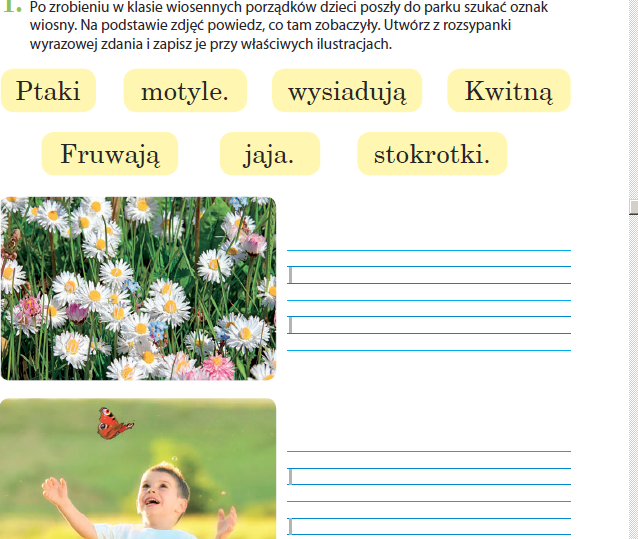 1. Po zrobieniu w klasie wiosennych porządków dzieci poszły do parku szukać oznak
wiosny. Na podstawie zdjęć powiedz, co tam zobaczyły. Utwórz z rozsypanki
wyrazowej zdania i zapisz je przy właściwych ilustracjach.
Ptaki motyle. wysiadują Kwitną
Fruwają jaja. stokrotki.